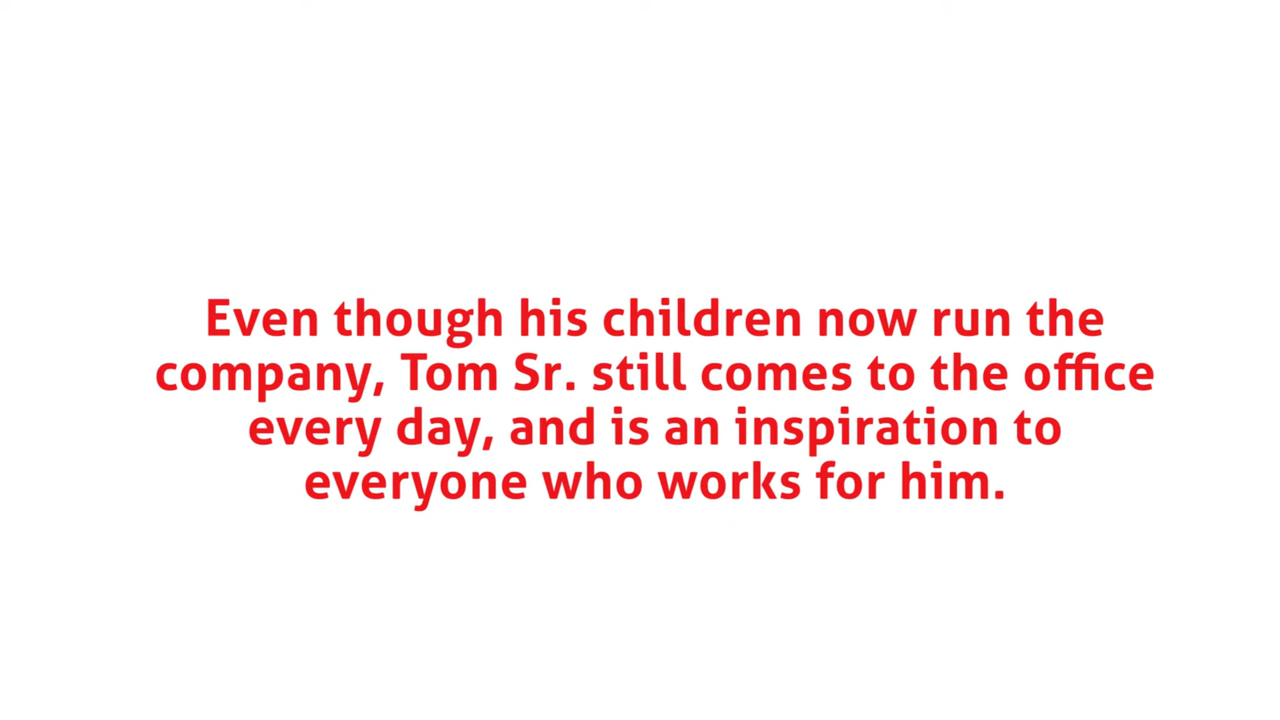 Even though his children now run the
company, Tom Sr. still comes to the office
every day, and is an inspiration to
everyone who works for him.